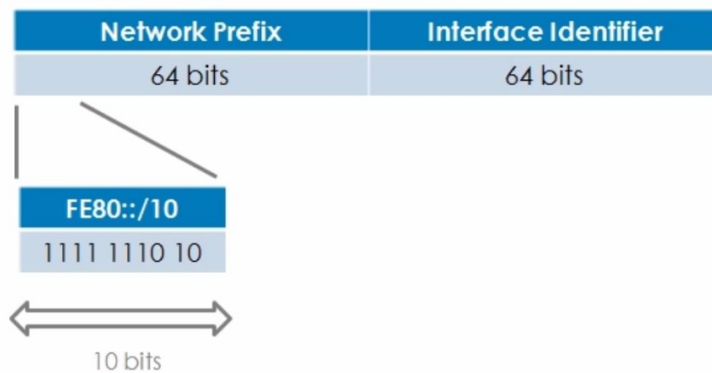 Network Prefix Interface Identifier
64 bits 64 bits
FE80::/10
1111 1110 10
10 bits